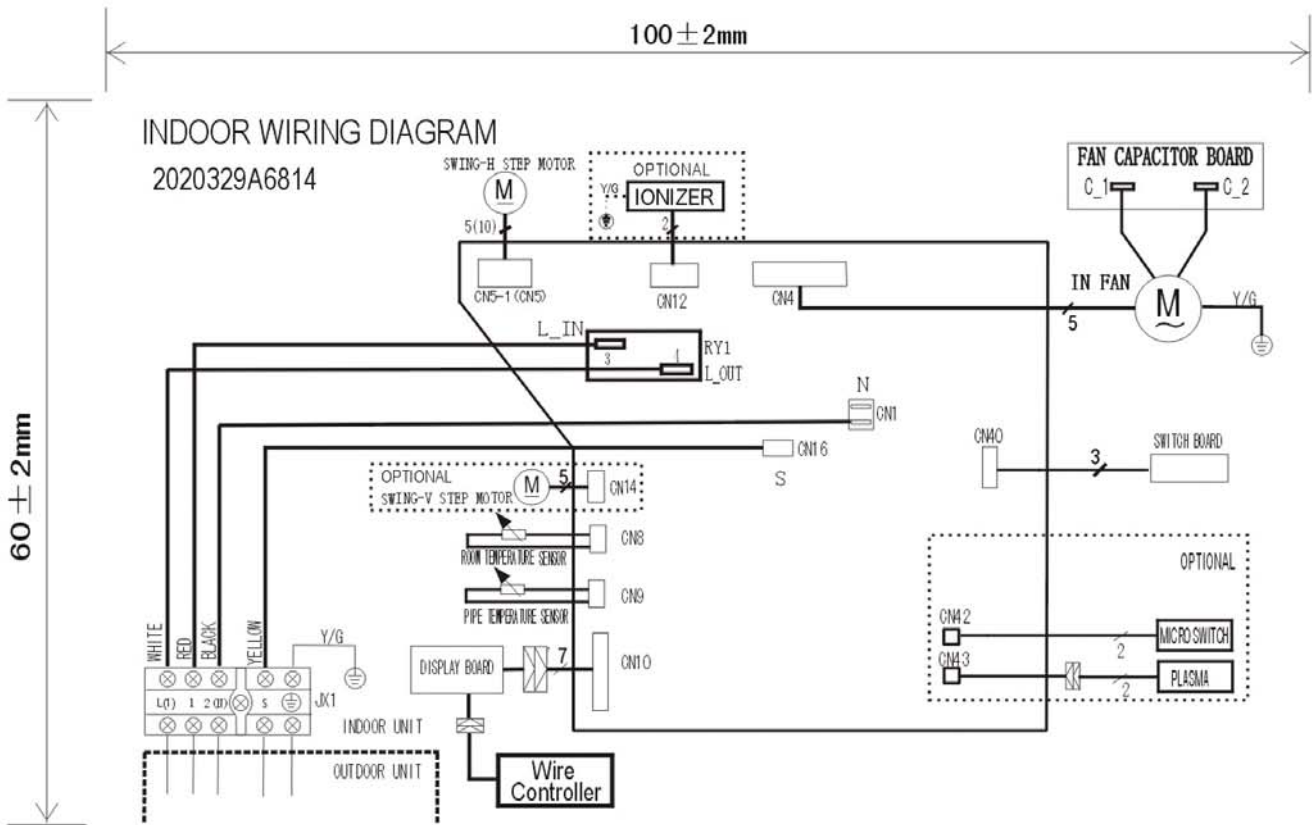 100±2mm
60±2mm
INDOOR WIRING DIAGRAM
2020329A6814
SWING-H STEP MOTOR
M
5(10)
CN5-1(CN5)
OPTIONAL
Y/G
IONIZER
2
CN12
CN4
FAN CAPACITOR BOARD
C_1
C_2
IN FAN
M
Y/G
5
L_IN
3
4
RY1
L_OUT
N
CN1
CN16
S
CN40
3
SWITCH BOARD
OPTIONAL
SWING-V STEP MOTOR
M
5
CN14
CN8
ROOM TEMPERATURE SENSOR
CN9
PIPE TEMPERATURE SENSOR
OPTIONAL
CN42
2
MICROSWITCH
CN43
2
PLASMA
WHITE
RED
BLACK
YELLOW
Y/G
DISPLAY BOARD
7
CN10
L(1)
1
2(N)
S
JX1
INDOOR UNIT
OUTDOOR UNIT
Wire
Controller